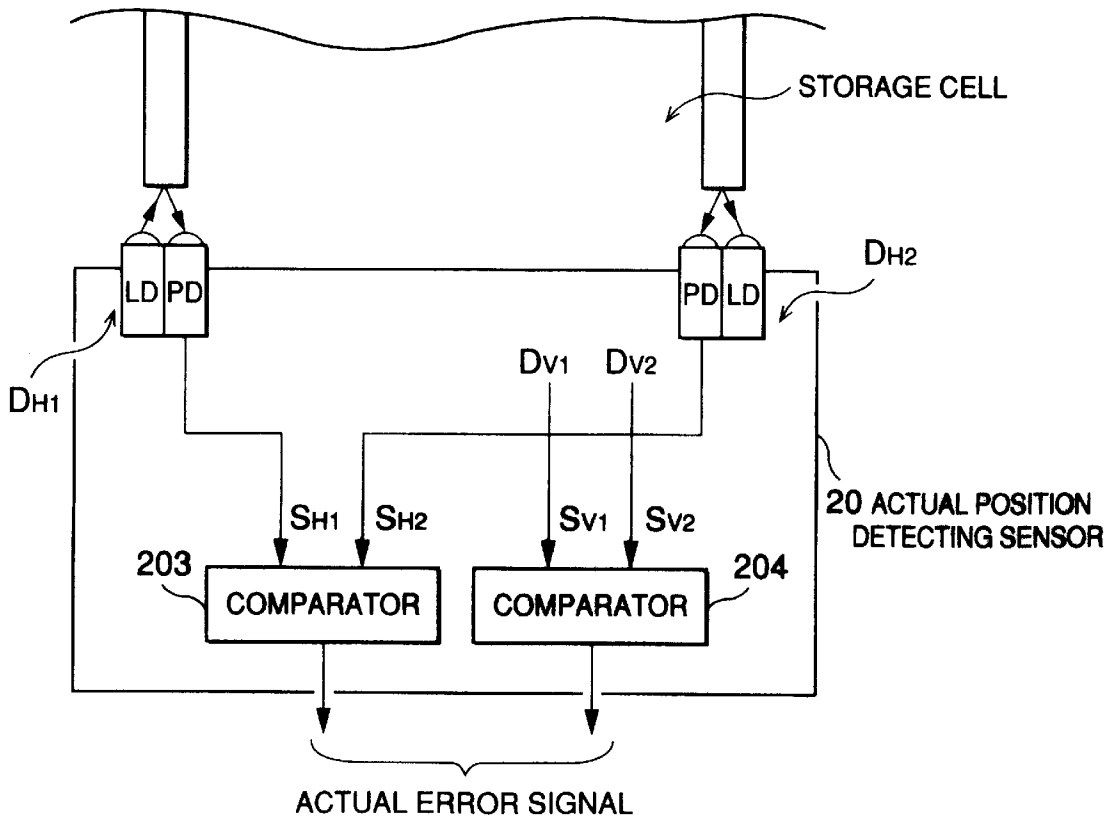 STORAGE CELL
LD PD
PD LD
DH2
DH1
DV1 DV2
20 ACTUAL POSITION
DETECTING SENSOR
SH1 SH2 SV1 SV2
203
204
COMPARATOR
COMPARATOR
ACTUAL ERROR SIGNAL